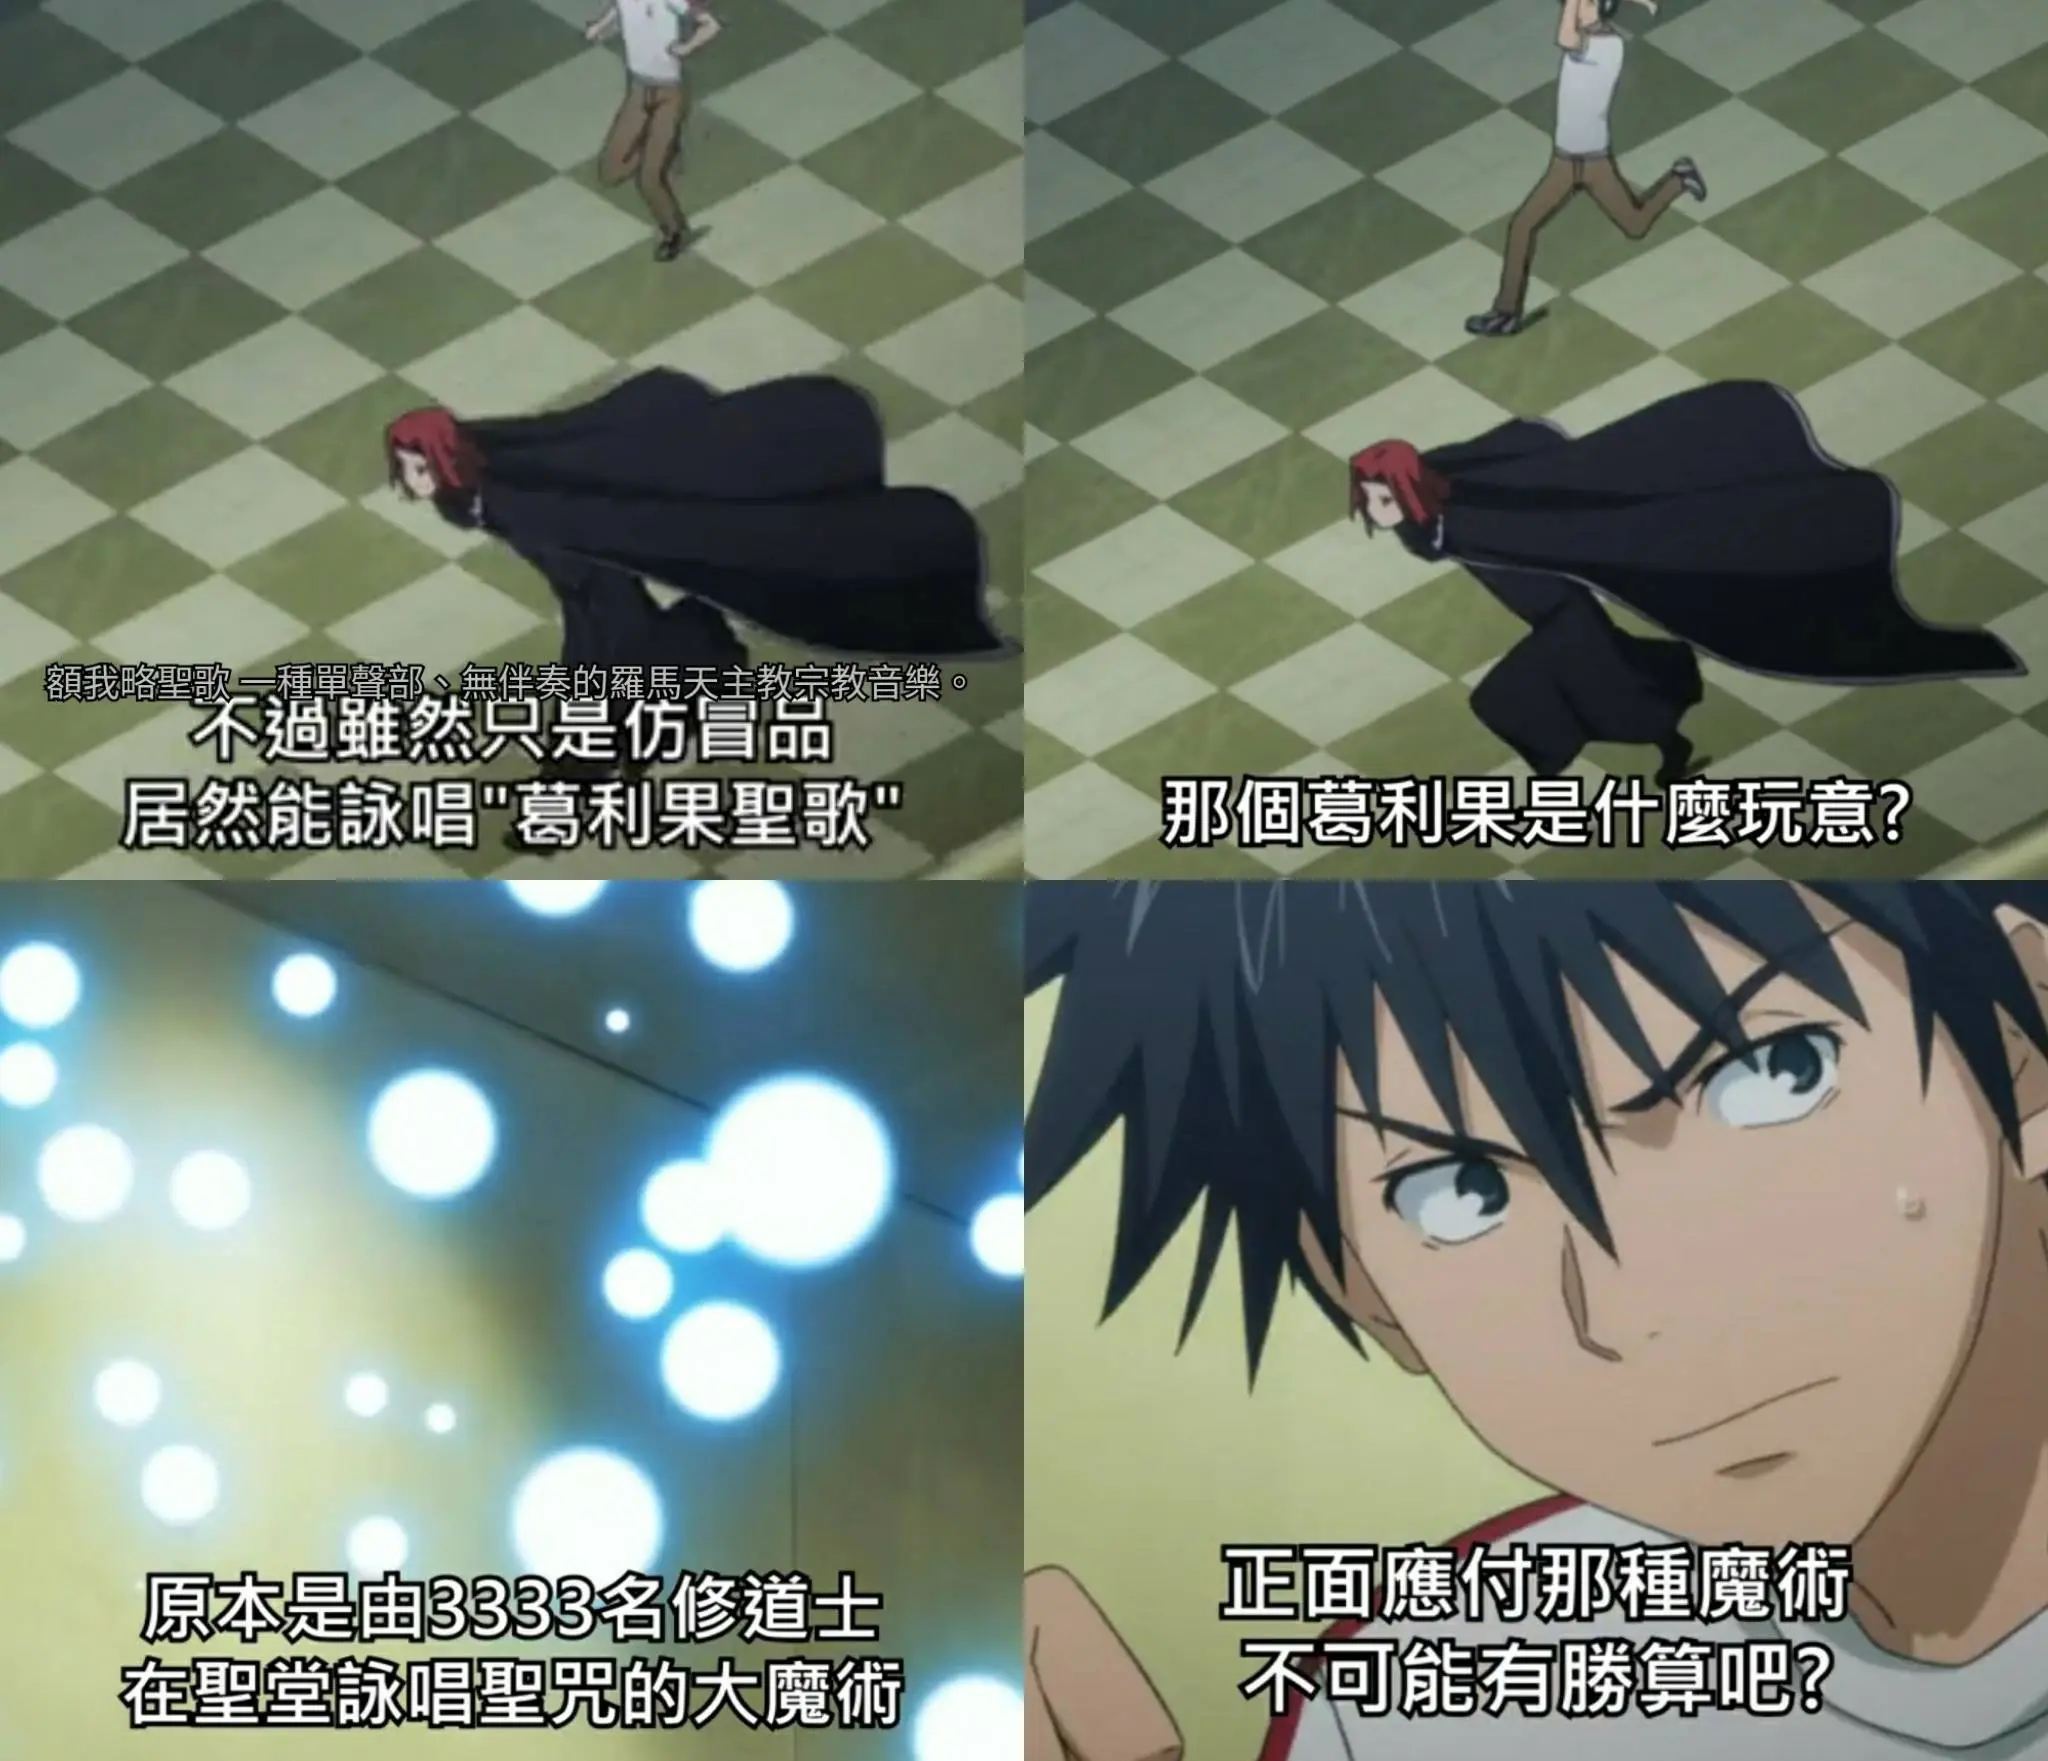 額我略聖歌 一種單聲部、無伴奏的羅馬天主教宗教音樂。
不過雖然只是仿冒品
居然能詠唱"葛利果聖歌"
那個葛利果是什麼玩意?
原本是由3333名修道士
在聖堂詠唱聖咒的大魔術
正面應付那種魔術
不可能有勝算吧?